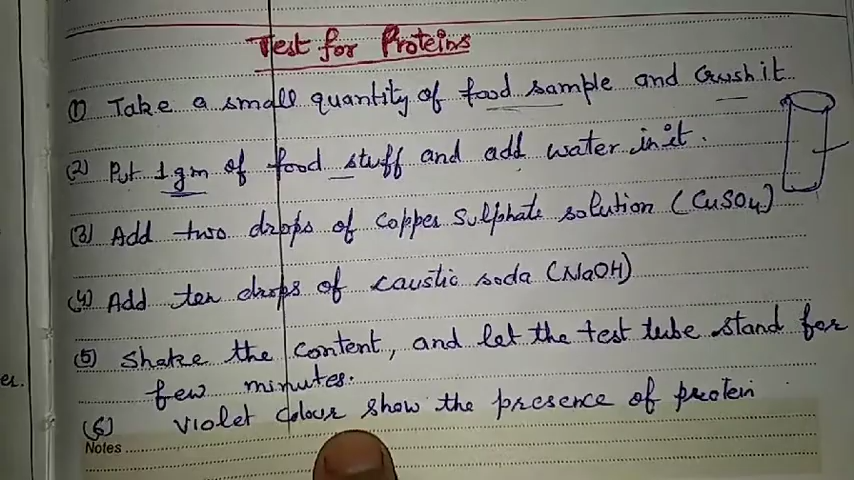 Test for Proteins
(1) Take a small quantity of food sample and crush it.
(2) Put 1gm of food stuff and add water in it.
(3) Add two drops of copper sulphate solution (CuSO4)
(4) Add ten drops of caustic soda (NaOH)
(5) Shake the content, and let the test tube stand for
few minutes.
(6) violet colour show the presence of protein
Notes
er.